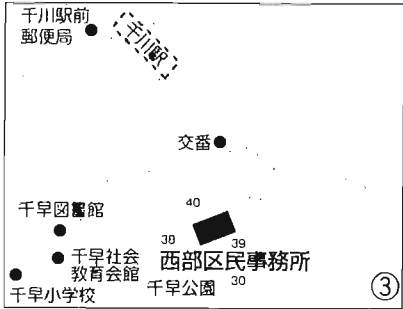 千川駅前
郵便局
千川駅
交番
千早図書館
40
38
39
千早社会
教育会館
西部区民事務所
千早公園
30
千早小学校
③